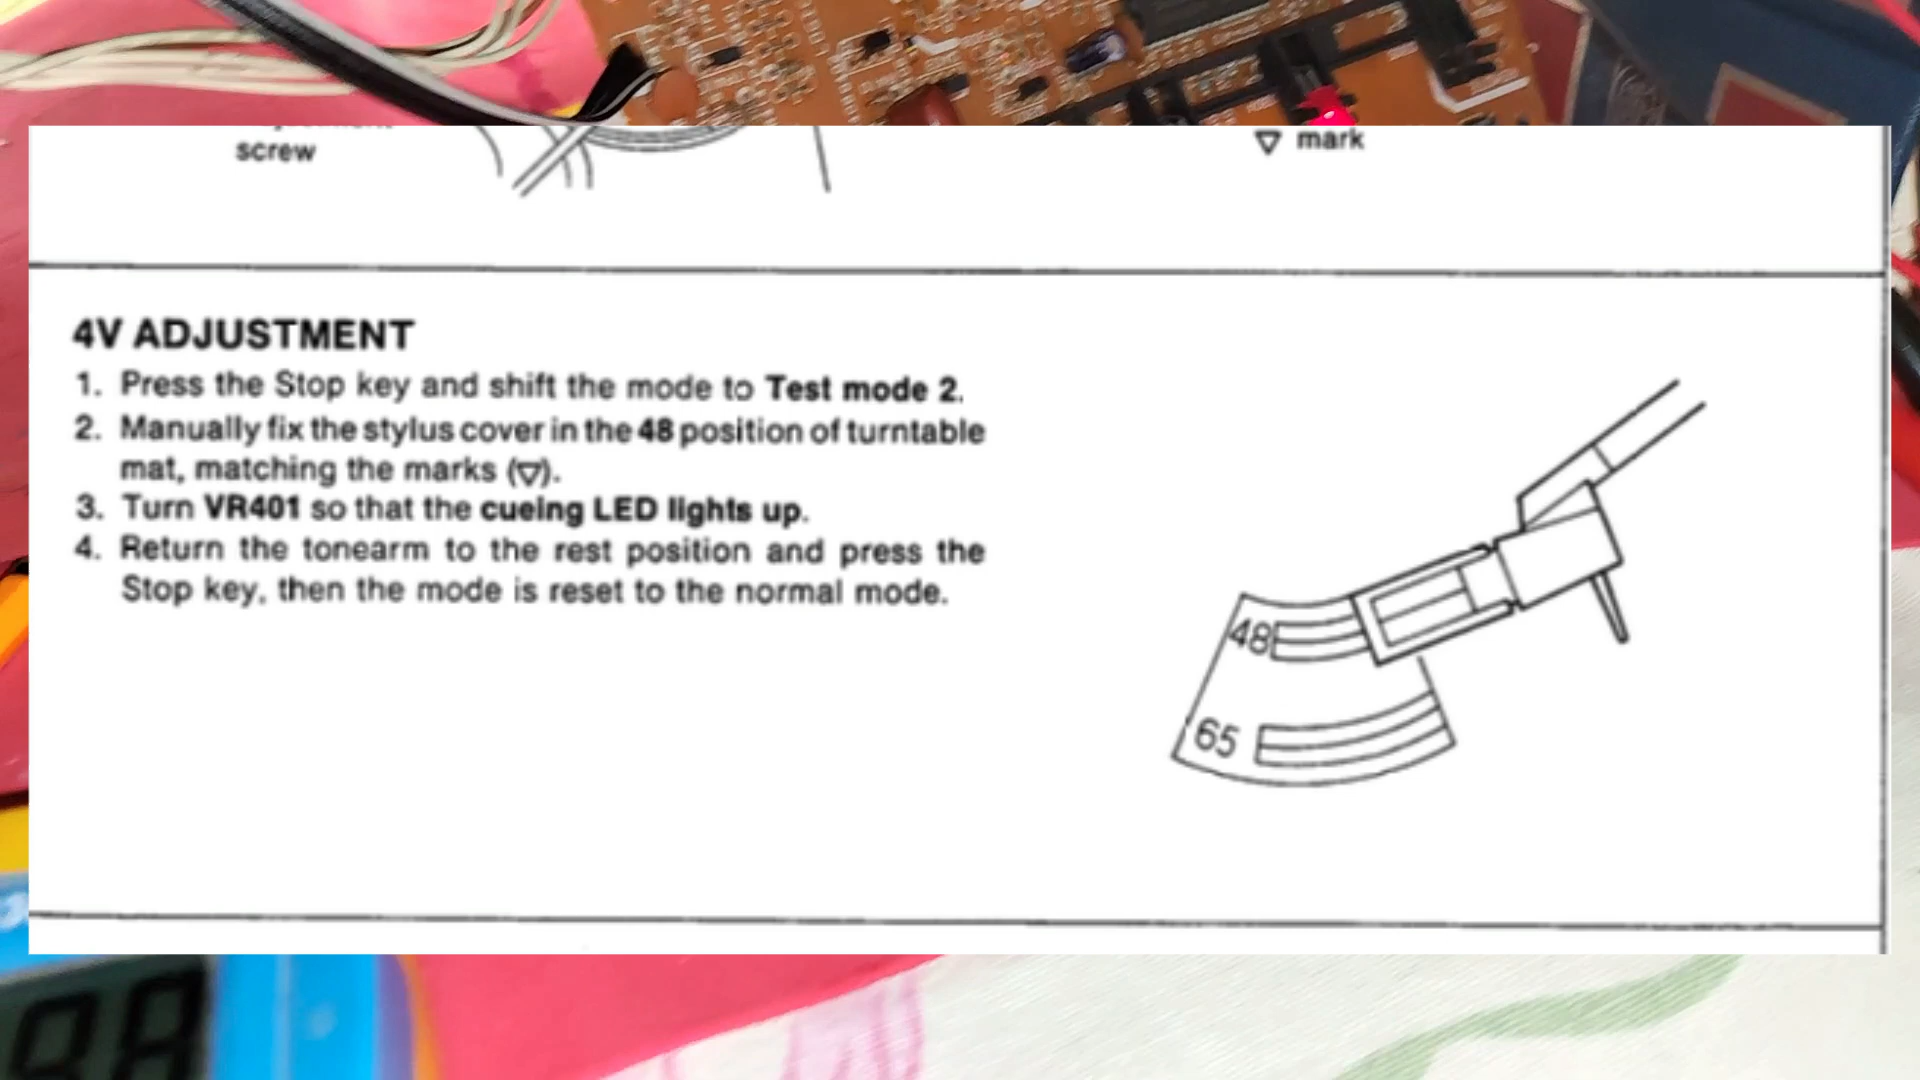 screw
▽ mark
4V ADJUSTMENT
1. Press the Stop key and shift the mode to Test mode 2.
2. Manually fix the stylus cover in the 48 position of turntable
mat, matching the marks (▽).
3. Turn VR401 so that the cueing LED lights up.
4. Return the tonearm to the rest position and press the
Stop key, then the mode is reset to the normal mode.
48
65